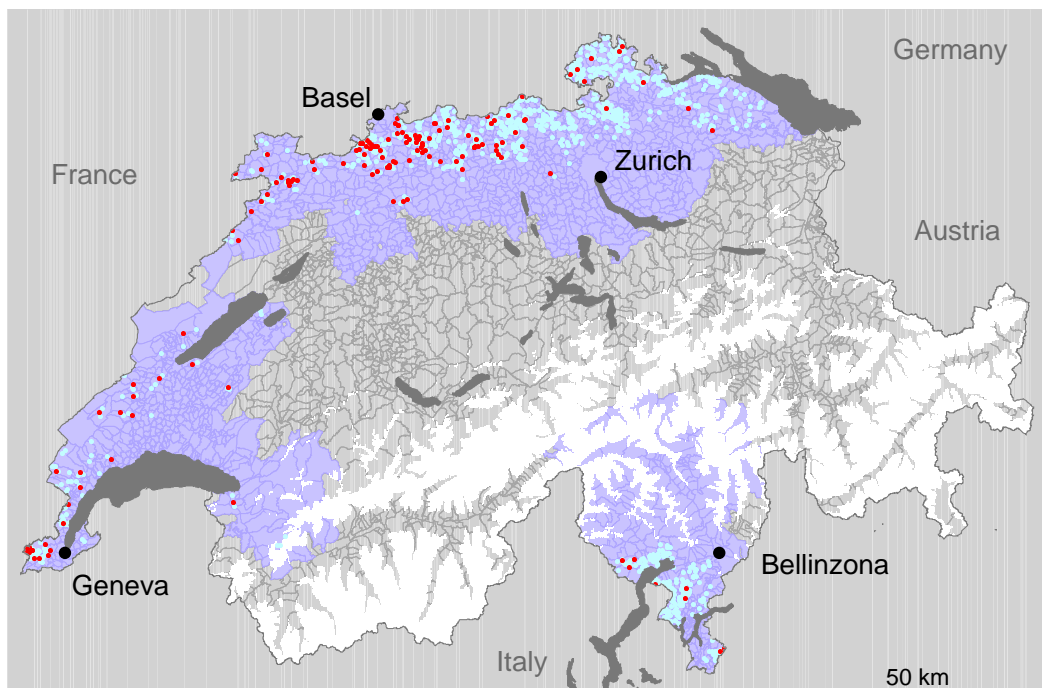 Germany
Basel
Zurich
France
Austria
Bellinzona
Geneva
Italy
50 km